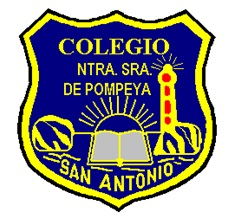 COLEGIO
NTRA. SRA.
DE POMPEYA
SAN ANTONIO